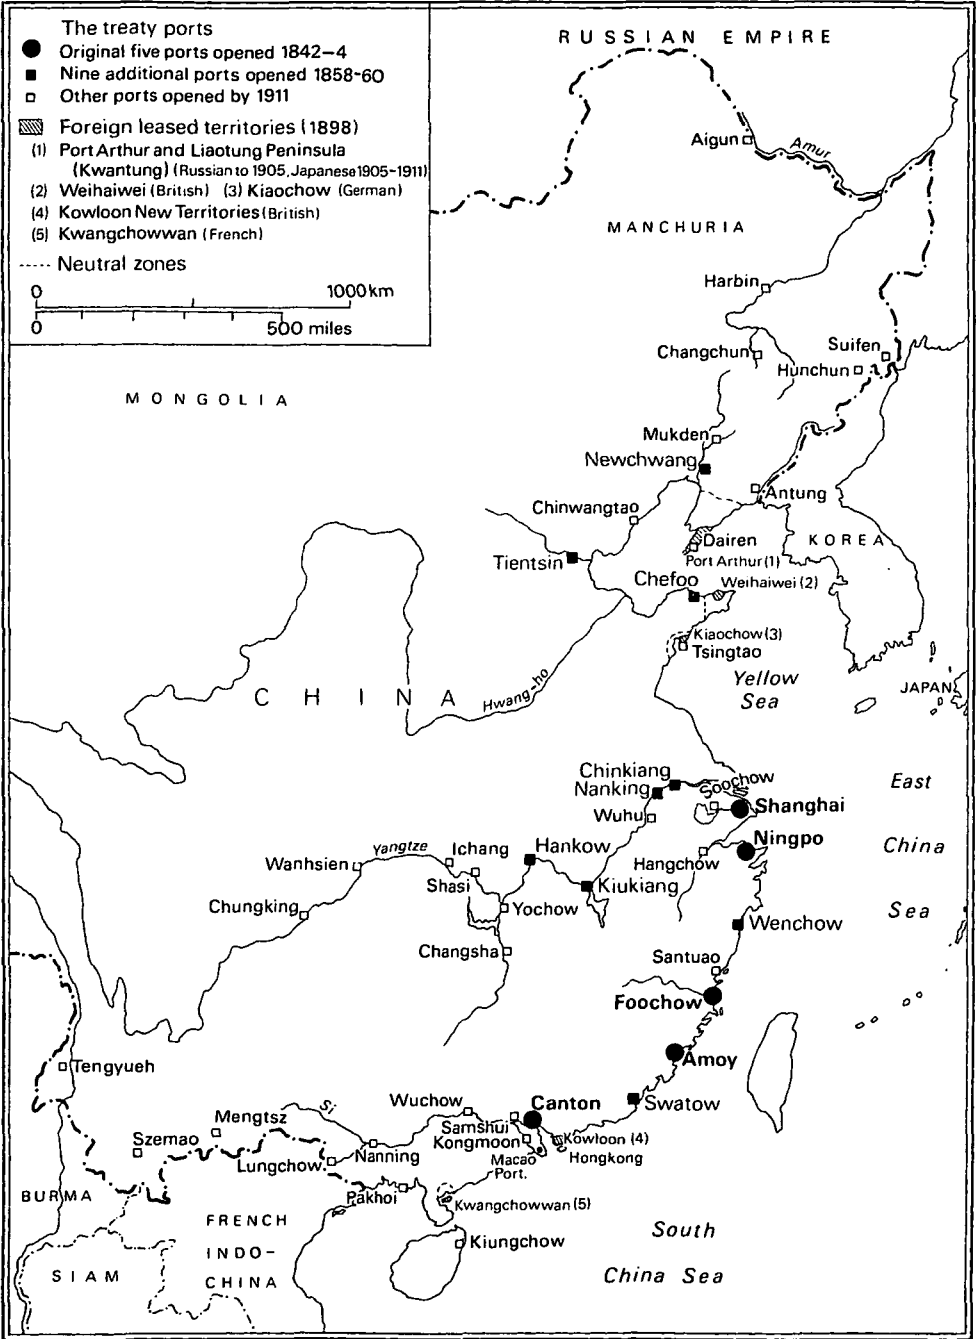 The treaty ports
Original five ports opened 1842-4
Nine additional ports opened 1858-60
Other ports opened by 1911
Foreign leased territories (1898)
(1) Port Arthur and Liaotung Peninsula
(Kwantung) (Russian to 1905, Japanese 1905-1911)
(2) Weihaiwei (British) (3) Kiaochow (German)
(4) Kowloon New Territories (British)
(5) Kwangchowwan (French)
Neutral zones
0 1000 km
0 500 miles
RUSSIAN EMPIRE
Aigun
Amur
MANCHURIA
Harbin
Changchun
Suifen
Hunchun
MONGOLIA
Mukden
Newchwang
Antung
Chinwangtao
Dairen
KOREA
Tientsin
Port Arthur (1)
Chefoo
Weihaiwei (2)
Kiaochow (3)
Tsingtao
Yellow
Sea
CHINA
Hwang-ho
JAPAN
Chinkiang
Nanking
Soochow
East
Shanghai
Wuhu
Ningpo
China
Hankow
Hangchow
Yangtze
Ichang
Wanhsien
Shasi
Kiukiang
Chungking
Yochow
Sea
Wenchow
Changsha
Santuao
Foochow
Amoy
Tengyueh
Swatow
Wuchow
Canton
Si
Mengtsz
Samshui
Kongmoon
Kowloon (4)
Szemao
Nanning
Lungchow
Macao
Port.
Hongkong
BURMA
Pakhoi
Kwangchowwan (5)
FRENCH
INDO-
CHINA
Kiungchow
South
China Sea
SIAM